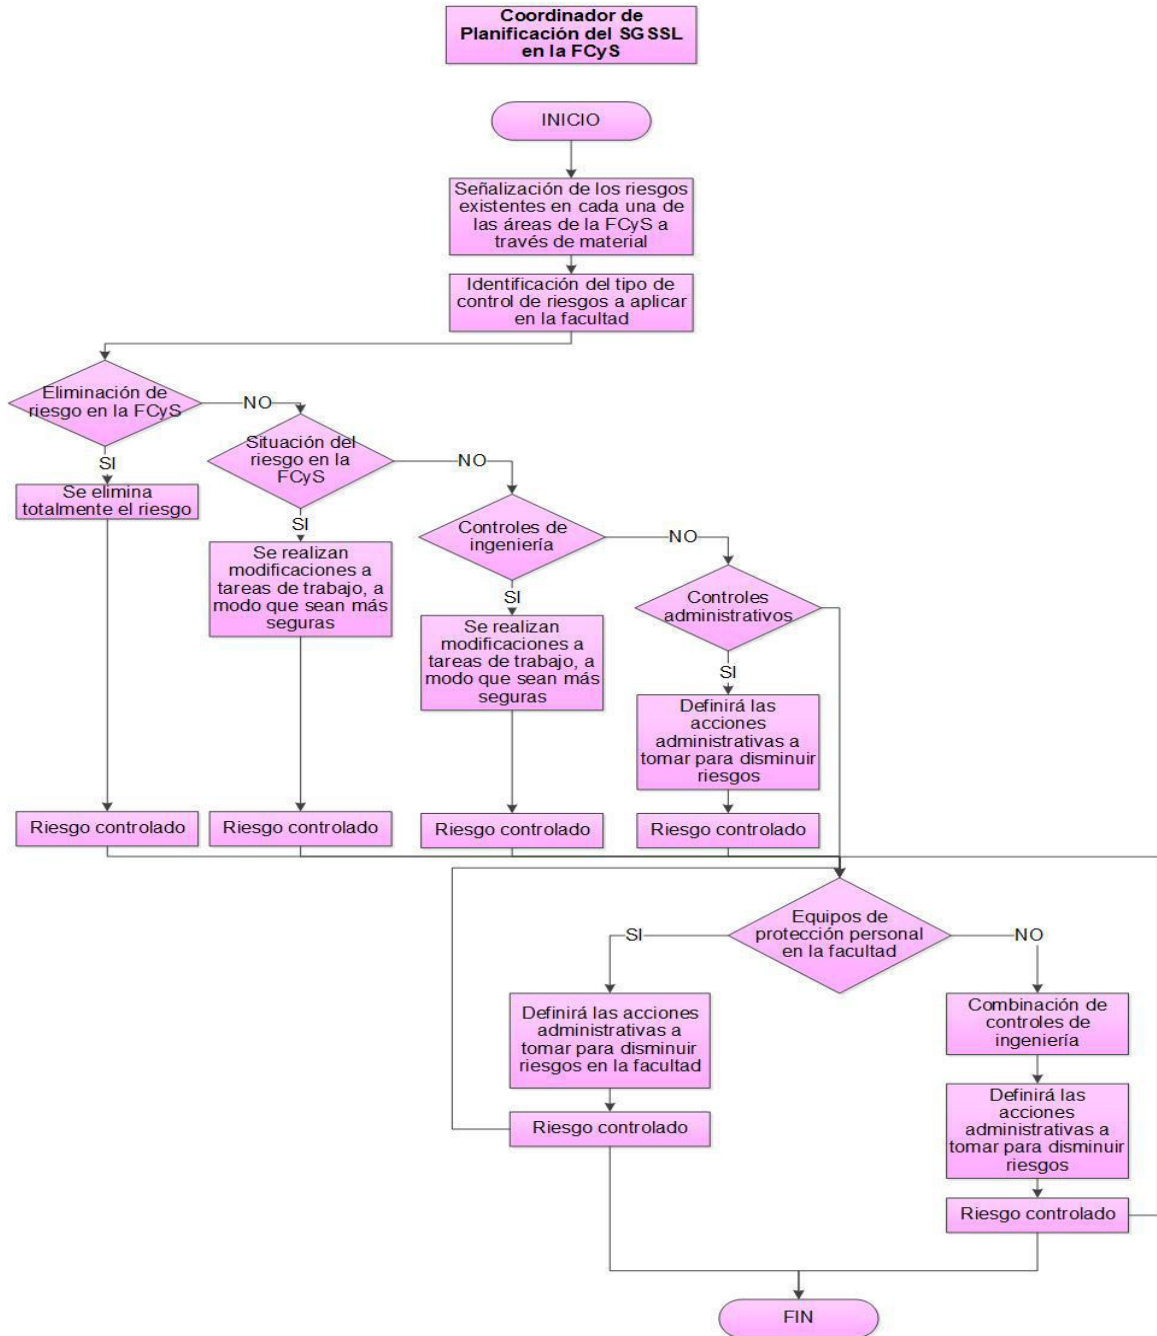 Coordinador de
Planificación del SGSSL
en la FCyS
INICIO
Señalización de los riesgos
existentes en cada una de
las áreas de la FCyS a
través de material
Identificación del tipo de
control de riesgos a aplicar
en la facultad
Eliminación de
riesgo en la FCyS
NO
SI
Se elimina
totalmente el riesgo
Situación del
riesgo en la
FCyS
NO
SI
Se realizan
modificaciones a
tareas de trabajo, a
modo que sean más
seguras
Controles de
ingeniería
NO
SI
Se realizan
modificaciones a
tareas de trabajo, a
modo que sean más
seguras
Controles
administrativos
SI
Definirá las
acciones
administrativas a
tomar para disminuir
riesgos
Riesgo controlado
Riesgo controlado
Riesgo controlado
Riesgo controlado
Equipos de
protección personal
en la facultad
SI
NO
Definirá las acciones
administrativas a
tomar para disminuir
riesgos en la facultad
Riesgo controlado
Combinación de
controles de
ingeniería
Definirá las
acciones
administrativas a
tomar para disminuir
riesgos
Riesgo controlado
FIN